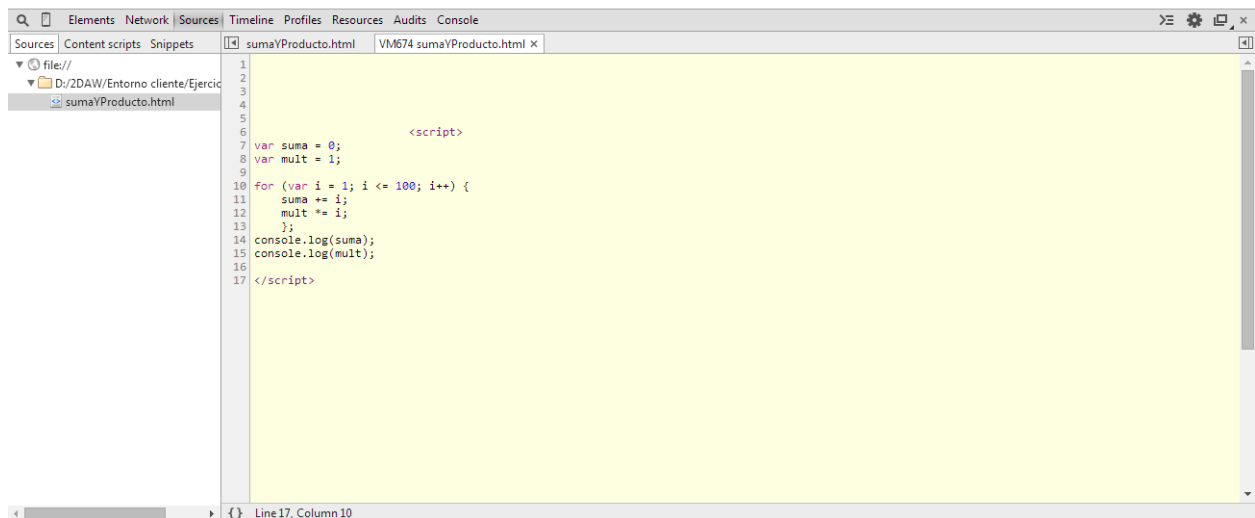 Elements Network Sources Timeline Profiles Resources Audits Console
Sources Content scripts Snippets
sumaYProducto.html
VM674 sumaYProducto.html ×
file://
D:/2DAW/Entorno cliente/Ejercic
sumaYProducto.html
1
2
3
4
5
6 <script>
7 var suma = 0;
8 var mult = 1;
9
10 for (var i = 1; i <= 100; i++) {
11 suma += i;
12 mult *= i;
13 };
14 console.log(suma);
15 console.log(mult);
16
17 </script>
{} Line 17, Column 10